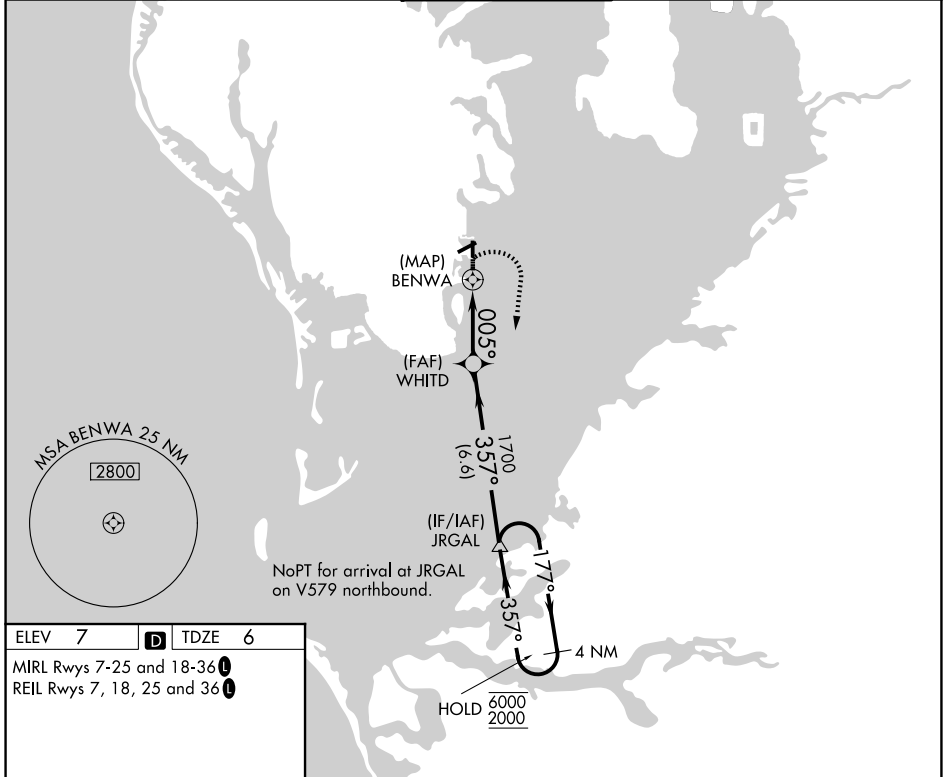 (MAP)
BENWA
005°
(FAF)
WHITD
1700
357°
(6.6)
MSA BENWA 25 NM
2800
(IF/IAF)
JRGAL
NoPT for arrival at JRGAL
on V579 northbound.
177°
357°
4 NM
HOLD 6000
2000
ELEV 7 D TDZE 6
MIRL Rwys 7-25 and 18-36 L
REIL Rwys 7, 18, 25 and 36 L